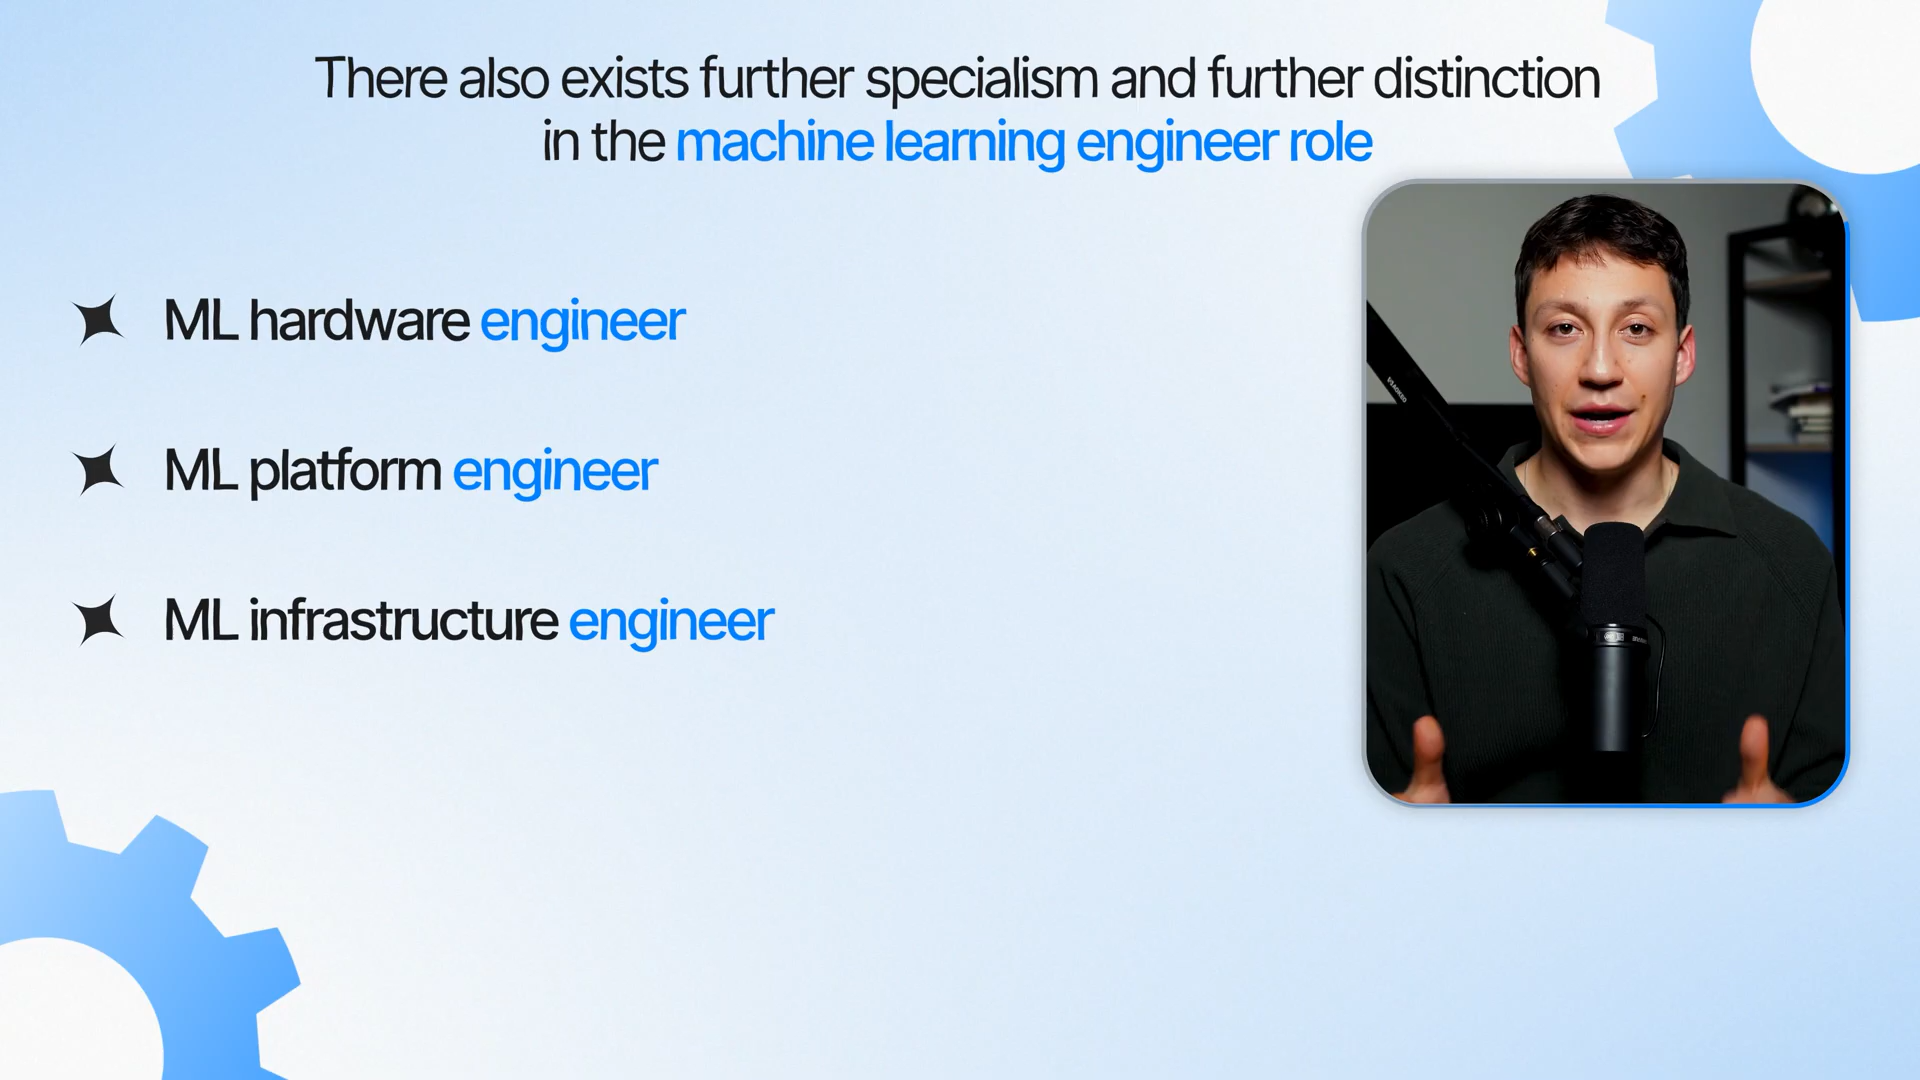 There also exists further specialism and further distinction
in the machine learning engineer role
ML hardware engineer
ML platform engineer
ML infrastructure engineer